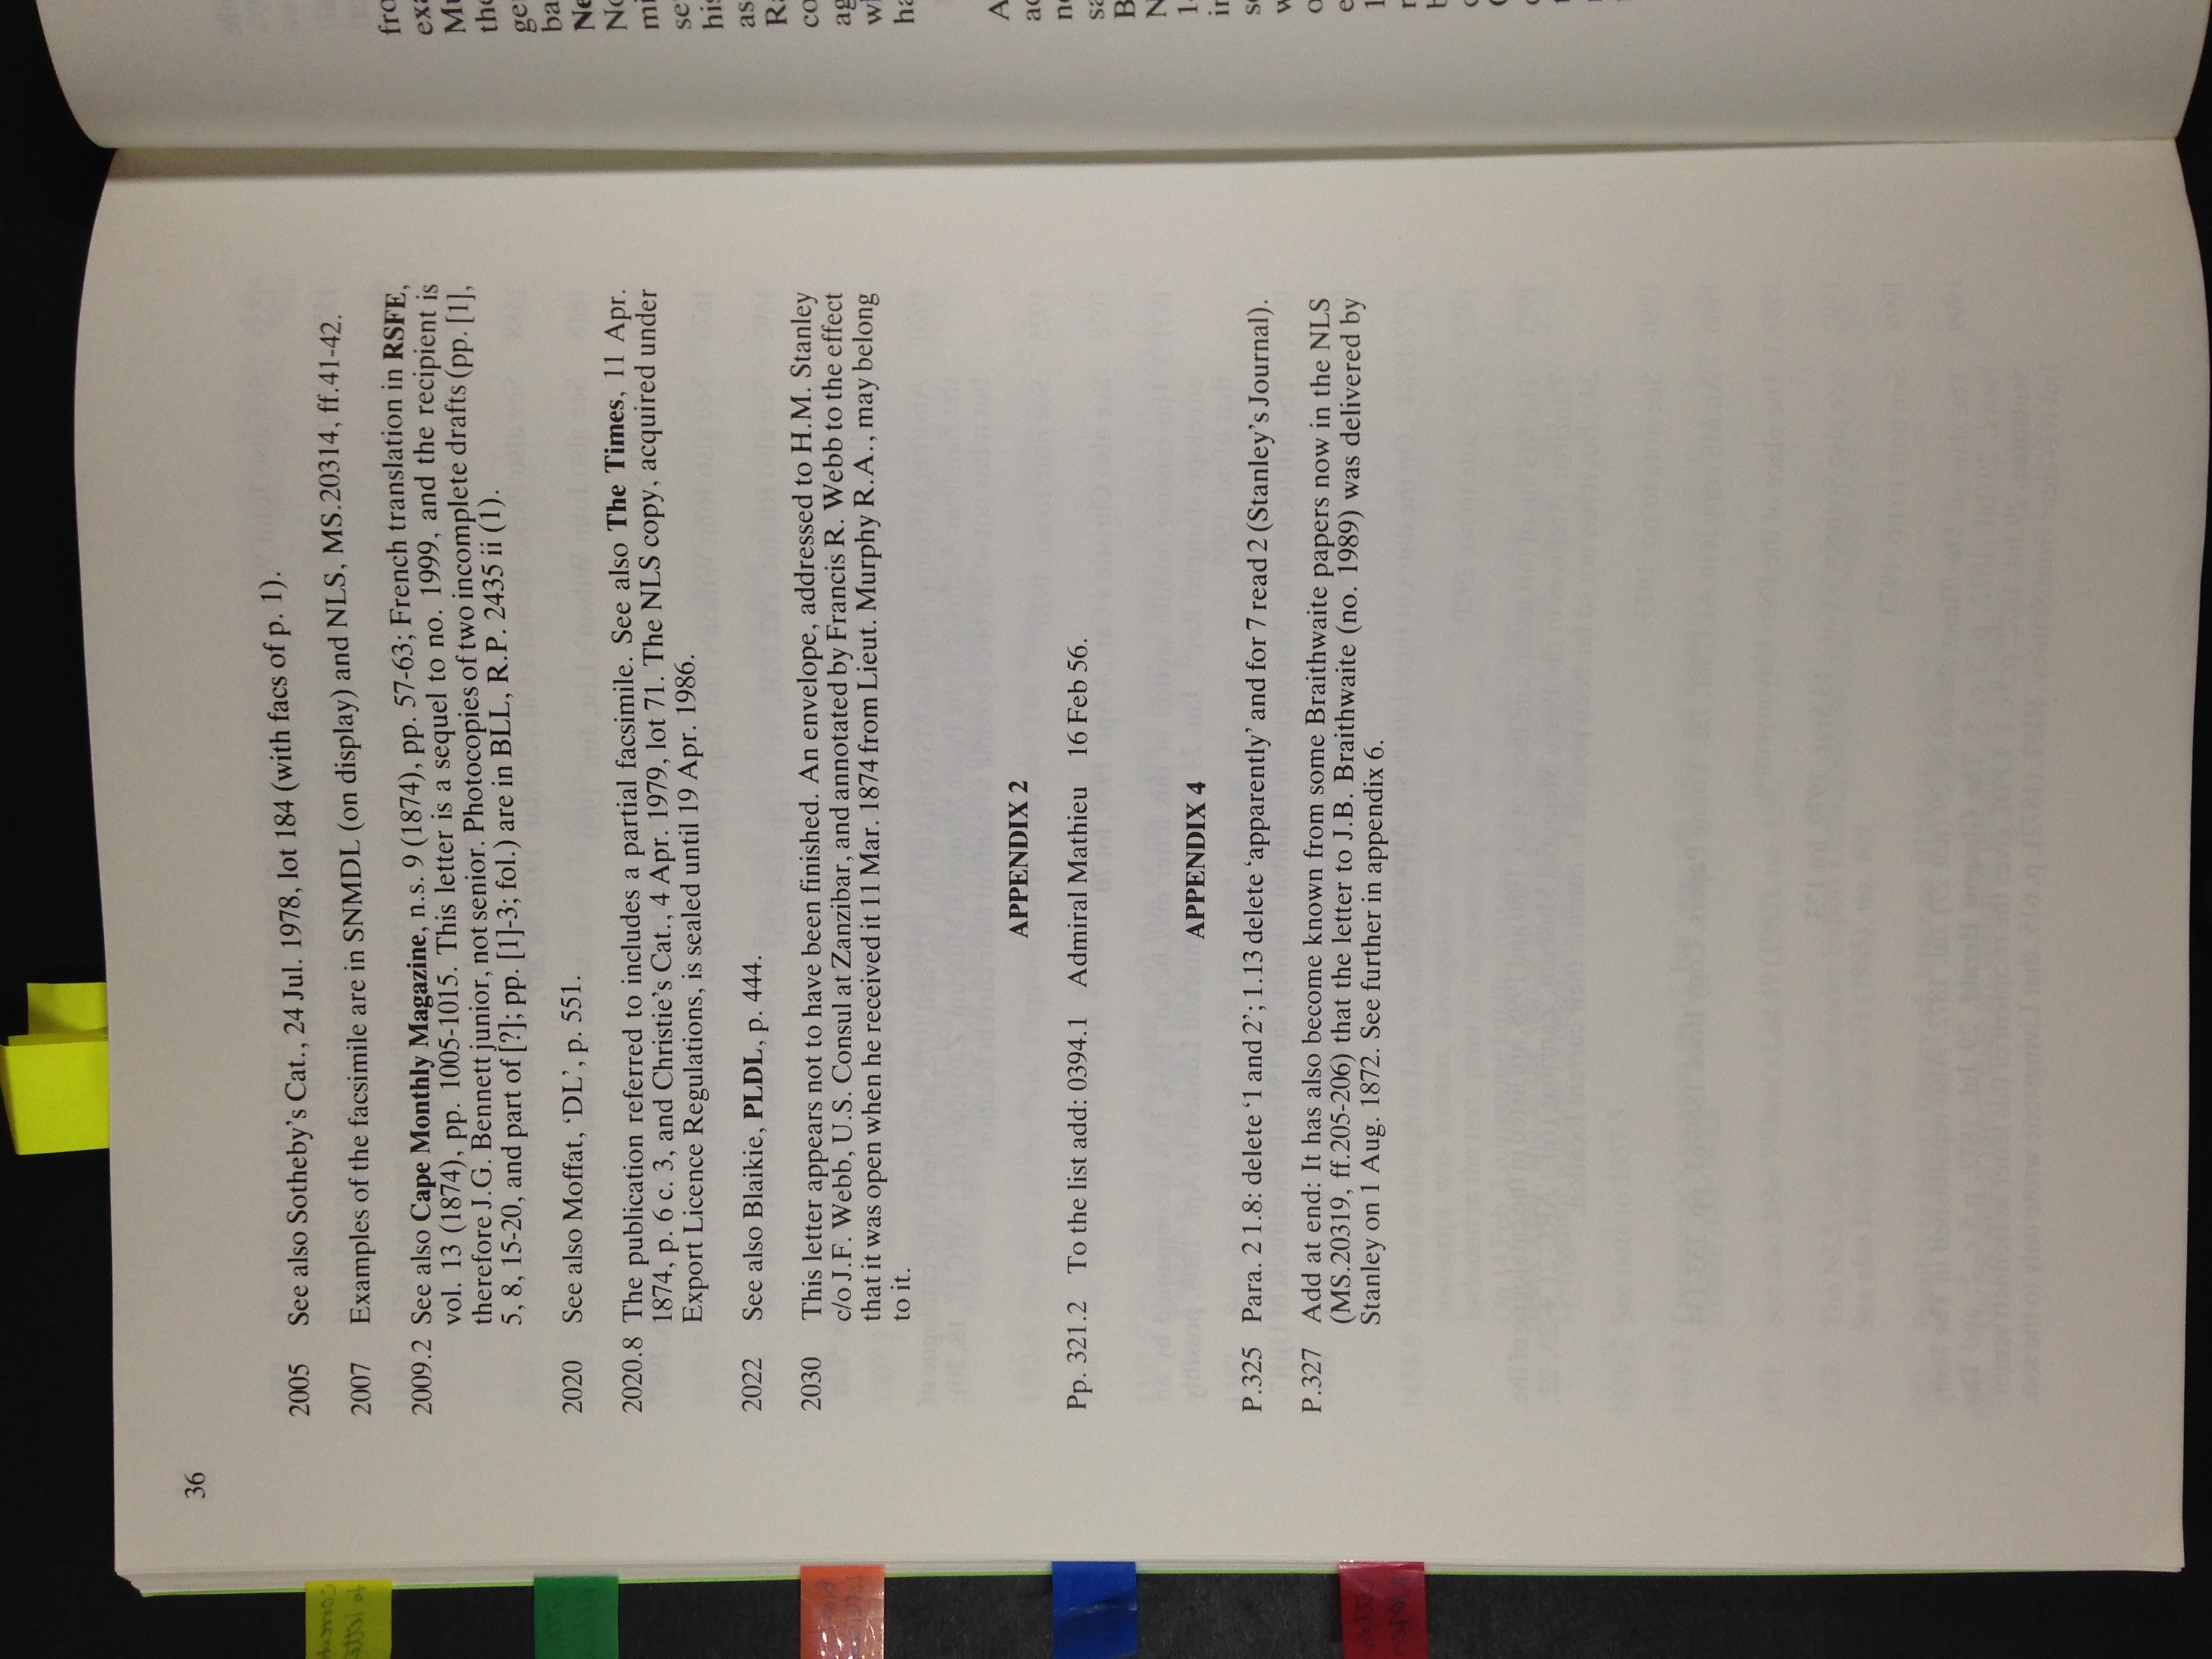 36
2005 See also Sotheby's Cat., 24 Jul. 1978, lot 184 (with facs of p. 1).
2007 Examples of the facsimile are in SNMDL (on display) and NLS, MS.20314, ff.41-42.
2009.2 See also Cape Monthly Magazine, n.s. 9 (1874), pp. 57-63; French translation in RSFE,
vol. 13 (1874), pp. 1005-1015. This letter is a sequel to no. 1999, and the recipient is
therefore J.G. Bennett junior, not senior. Photocopies of two incomplete drafts (pp. [1],
5, 8, 15-20, and part of [?]; pp. [1]-3; fol.) are in BLL, R.P. 2435 ii (1).
2020 See also Moffat, 'DL', p. 551.
2020.8 The publication referred to includes a partial facsimile. See also The Times, 11 Apr.
1874, p. 6 c. 3, and Christie's Cat., 4 Apr. 1979, lot 71. The NLS copy, acquired under
Export Licence Regulations, is sealed until 19 Apr. 1986.
2022 See also Blaikie, PLDL, p. 444.
2030 This letter appears not to have been finished. An envelope, addressed to H.M. Stanley
c/o J.F. Webb, U.S. Consul at Zanzibar, and annotated by Francis R. Webb to the effect
that it was open when he received it 11 Mar. 1874 from Lieut. Murphy R.A., may belong
to it.
APPENDIX 2
Pp. 321.2 To the list add: 0394.1 Admiral Mathieu 16 Feb 56.
APPENDIX 4
P.325 Para. 2 1.8: delete '1 and 2'; 1.13 delete 'apparently' and for 7 read 2 (Stanley's Journal).
P.327 Add at end: It has also become known from some Braithwaite papers now in the NLS
(MS.20319, ff.205-206) that the letter to J.B. Braithwaite (no. 1989) was delivered by
Stanley on 1 Aug. 1872. See further in appendix 6.